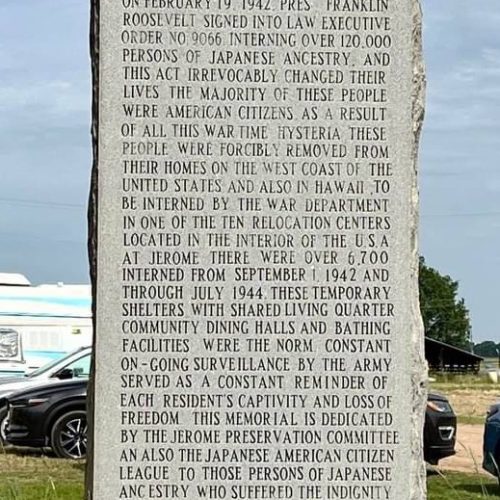 ON FEBRUARY 19, 1942, PRES FRANKLIN
ROOSEVELT SIGNED INTO LAW EXECUTIVE
ORDER NO. 9066 INTERNING OVER 120,000
PERSONS OF JAPANESE ANCESTRY, AND
THIS ACT IRREVOCABLY CHANGED THEIR
LIVES. THE MAJORITY OF THESE PEOPLE
WERE AMERICAN CITIZENS. AS A RESULT
OF ALL THIS WAR TIME HYSTERIA THESE
PEOPLE WERE FORCIBLY REMOVED FROM
THEIR HOMES ON THE WEST COAST OF THE
UNITED STATES AND ALSO IN HAWAII ,TO
BE INTERNED BY THE WAR DEPARTMENT
IN ONE OF THE TEN RELOCATION CENTERS
LOCATED IN THE INTERIOR OF THE U.S.A
AT JEROME THERE WERE OVER 6,700
INTERNED FROM SEPTEMBER 1, 1942 AND
THROUGH JULY 1944. THESE TEMPORARY
SHELTERS, WITH SHARED LIVING QUARTER
COMMUNITY DINING HALLS AND BATHING
FACILITIES WERE THE NORM. CONSTANT
ON-GOING SURVEILLANCE BY THE ARMY
SERVED AS A CONSTANT REMINDER OF
EACH RESIDENT'S CAPTIVITY AND LOSS OF
FREEDOM. THIS MEMORIAL IS DEDICATED
BY THE JEROME PRESERVATION COMMITTEE
AN ALSO THE JAPANESE AMERICAN CITIZEN
LEAGUE TO THOSE PERSONS OF JAPANESE
ANCESTRY WHO SUFFERED THE INDIGNITY